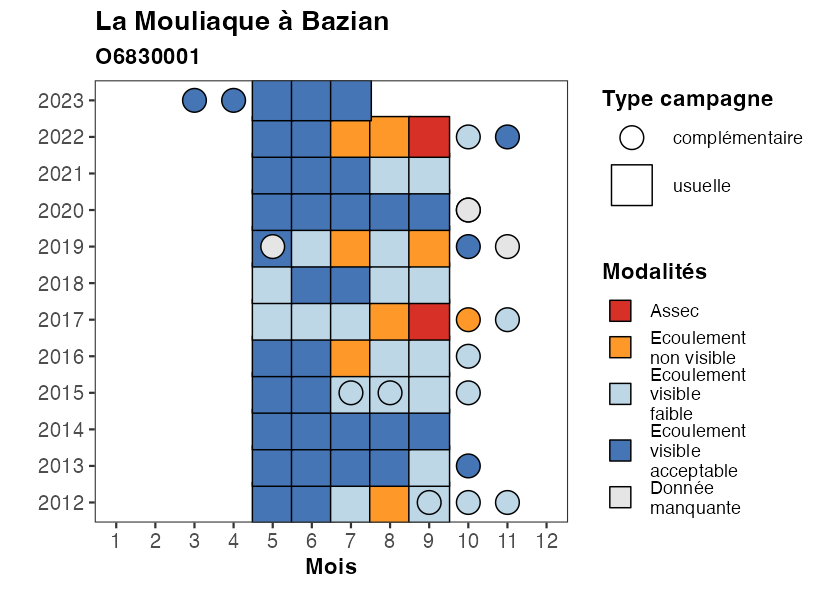 La Mouliaque à Bazian
O6830001
2023
2022
2021
2020
2019
2018
2017
2016
2015
2014
2013
2012
1 2 3 4 5 6 7 8 9 10 11 12
Mois
Type campagne
complémentaire
usuelle
Modalités
Assec
Ecoulement
non visible
Ecoulement
visible
faible
Ecoulement
visible
acceptable
Donnée
manquante